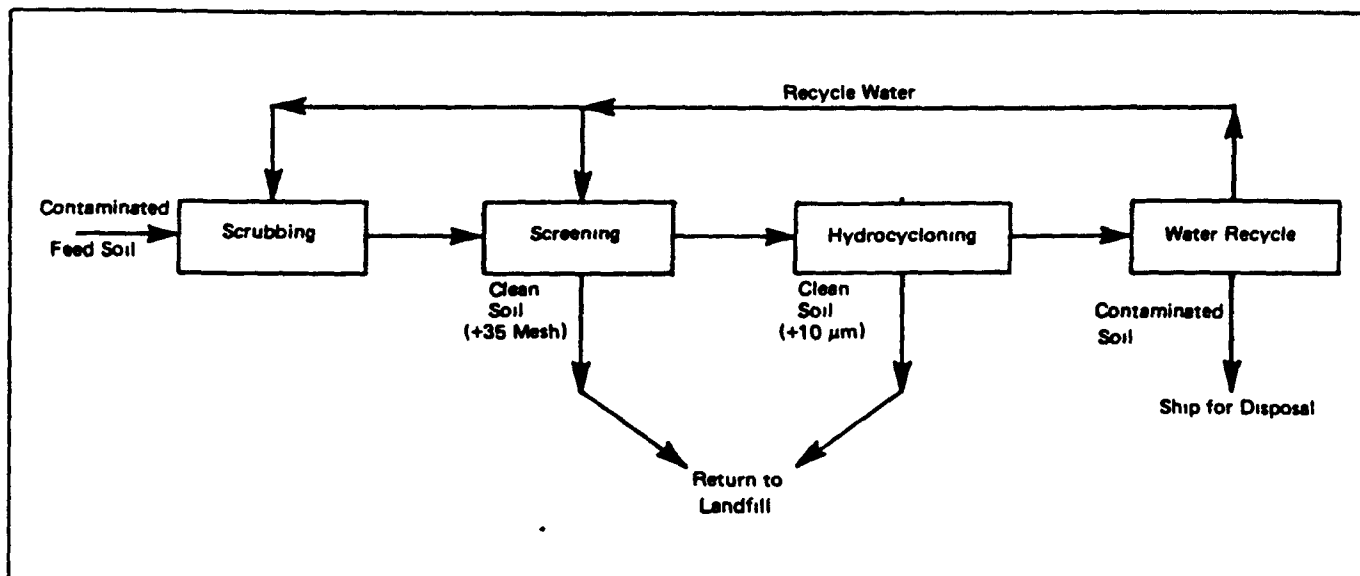 Recycle Water
Contaminated
Feed Soil
Scrubbing
Screening
Hydrocycloning
Water Recycle
Clean
Soil
(+35 Mesh)
Clean
Soil
(+10 μm)
Contaminated
Soil
Ship for Disposal
Return to
Landfill